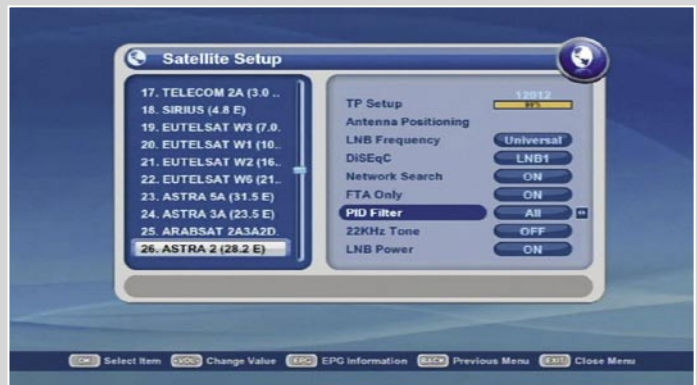 Satellite Setup
17. TELECOM 2A (3.0 ..
18. SIRIUS (4.8 E)
19. EUTELSAT W3 (7.0.
20. EUTELSAT W1 (10..
21. EUTELSAT W2 (16..
22. EUTELSAT W6 (21..
23. ASTRA 5A (31.5 E)
24. ASTRA 3A (23.5 E)
25. ARABSAT 2A3A2D.
26. ASTRA 2 (28.2 E)
12012
TP Setup
Antenna Positioning
LNB Frequency Universal
DiSEqC LNB1
Network Search ON
FTA Only ON
PID Filter All
22KHz Tone OFF
LNB Power ON
OK Select Item VOL Change Value EPG EPG Information BACK Previous Menu EXIT Close Menu